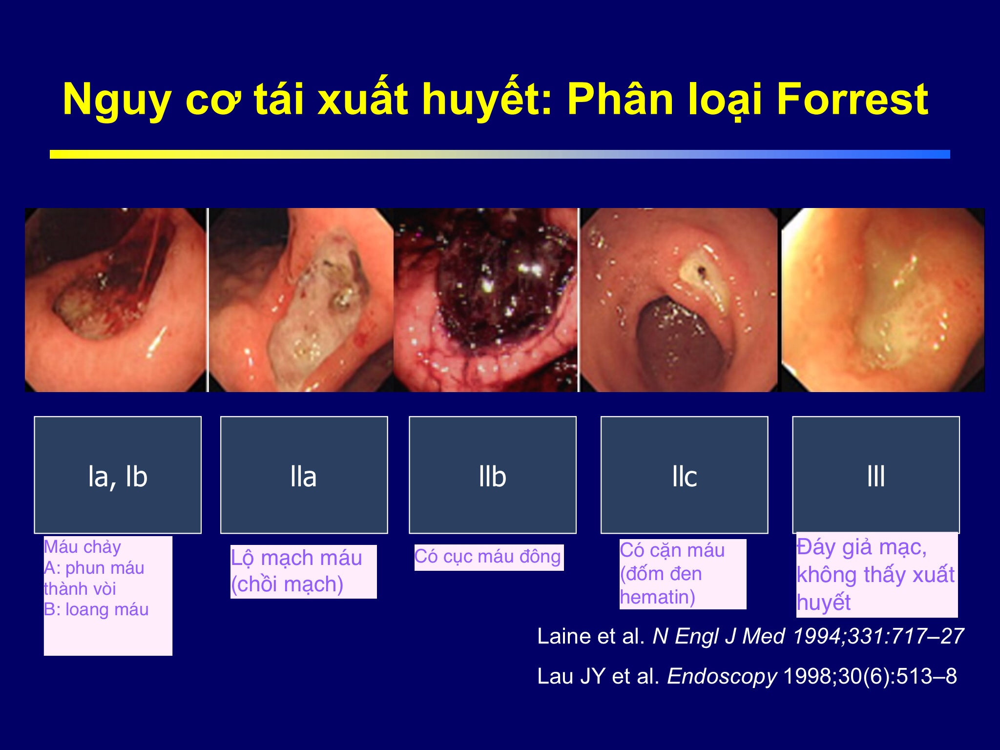 Nguy cơ tái xuất huyết: Phân loại Forrest
Ia, Ib
IIa
IIb
IIc
III
Máu chảy
A: phun máu
thành vòi
B: loang máu
Lộ mạch máu
(chồi mạch)
Có cục máu đông
Có cặn máu
(đốm đen
hematin)
Đáy giả mạc,
không thấy xuất
huyết
Laine et al. N Engl J Med 1994;331:717–27
Lau JY et al. Endoscopy 1998;30(6):513–8